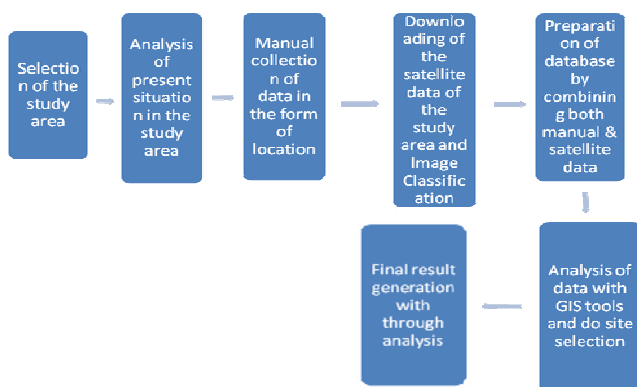 Selectio
n of the
study
area
Analysis
of
present
situatio
n in the
study
area
Manual
collectio
n of
data in
the form
of
location
Downlo
ading of
the
satellite
data of
the
study
area and
Image
Classific
ation
Preparati
on of
database
by
combinin
g both
manual &
satellite
data
Analysis of
data with
GIS tools
and do site
selection
Final result
generation
with
through
analysis